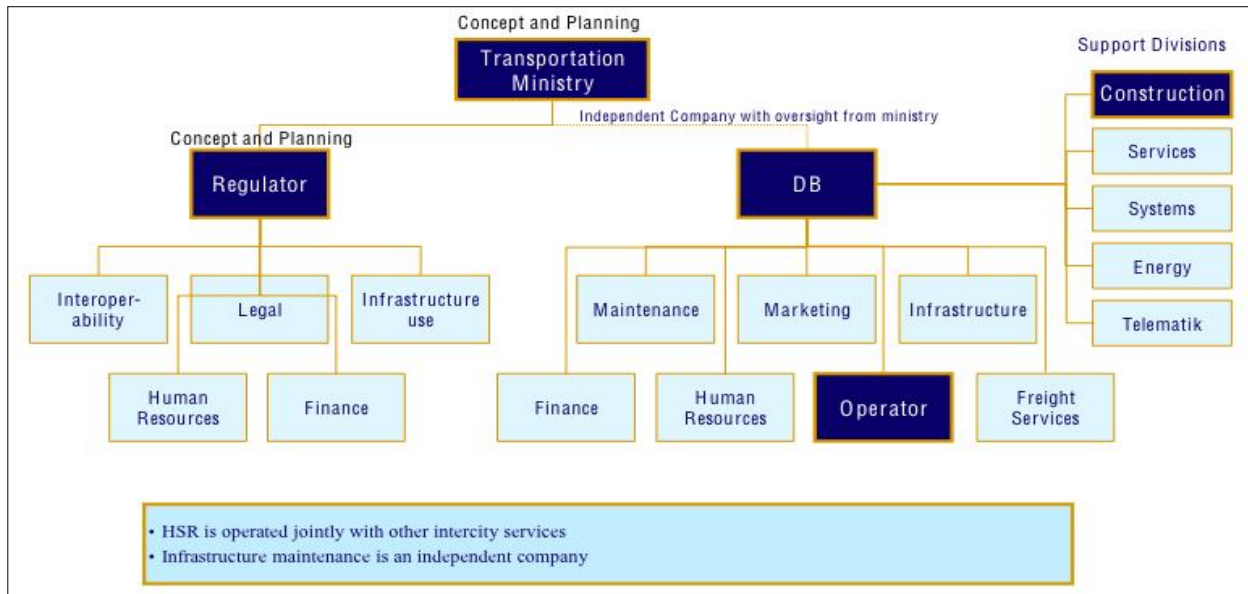 Concept and Planning
Transportation
Ministry
Support Divisions
Construction
Independent Company with oversight from ministry
Concept and Planning
Regulator
DB
Services
Systems
Energy
Telematik
Interoper-
ability
Legal
Infrastructure
use
Maintenance
Marketing
Infrastructure
Human
Resources
Finance
Finance
Human
Resources
Operator
Freight
Services
• HSR is operated jointly with other intercity services
• Infrastructure maintenance is an independent company